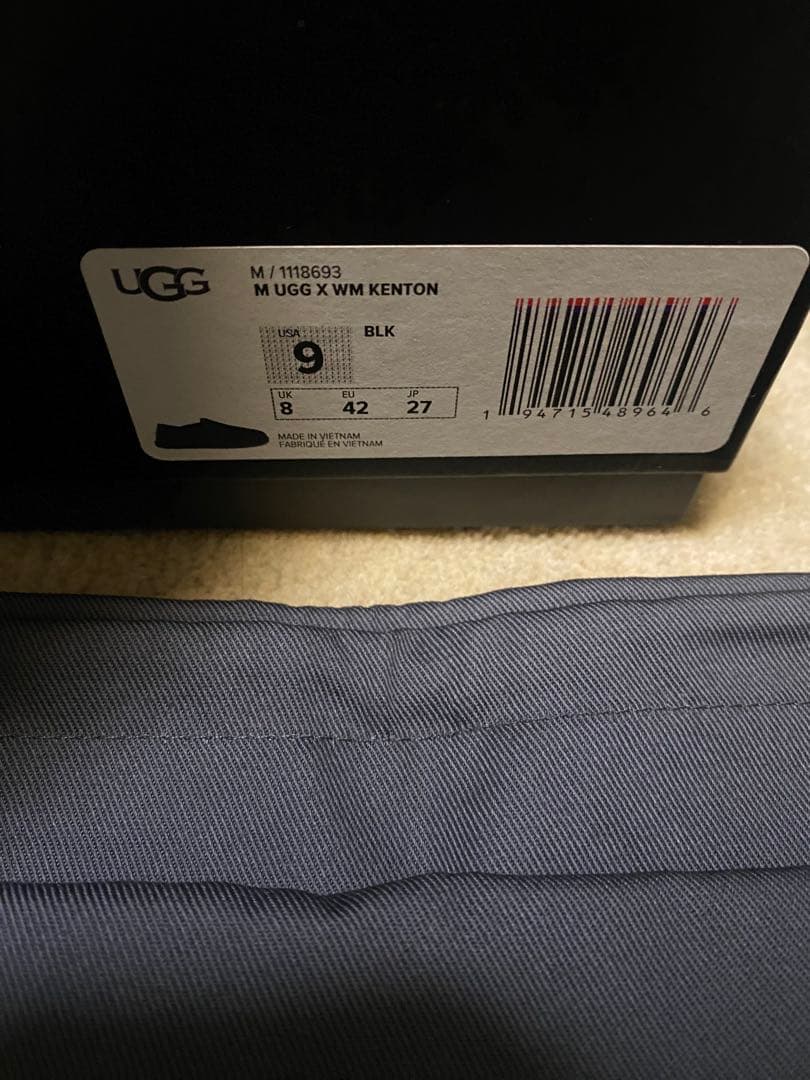 UGG
M / 1118693
M UGG X WM KENTON
USA
9
BLK
UK EU JP
8 42 27
MADE IN VIETNAM
FABRIQUÉ EN VIETNAM
1 94715 48964 6